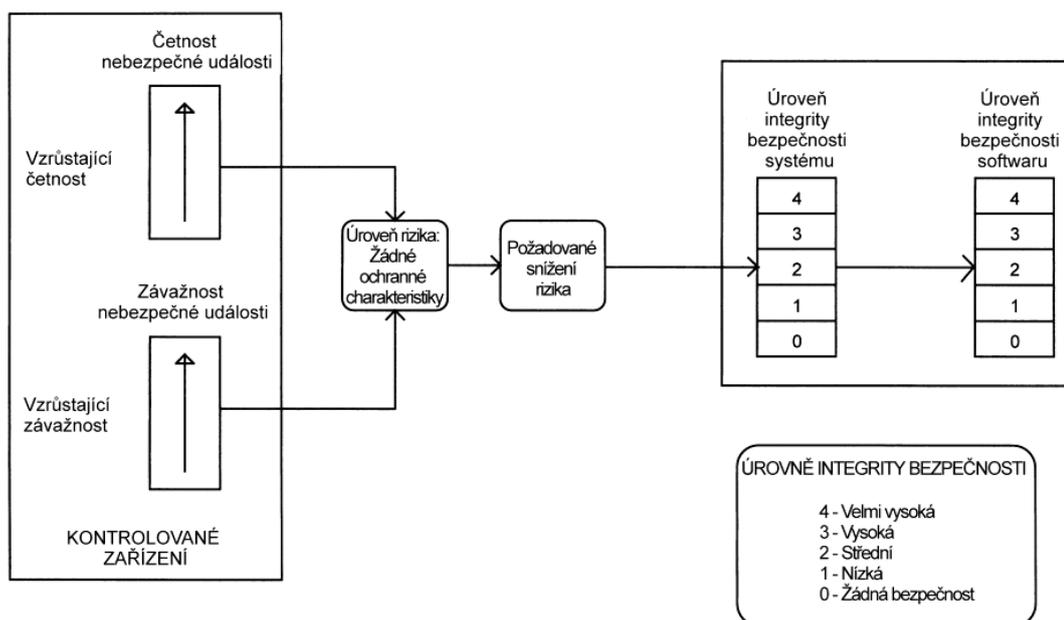 Četnost
nebezpečné události
Vzrůstající
četnost
Závažnost
nebezpečné události
Vzrůstající
závažnost
KONTROLOVANÉ
ZAŘÍZENÍ
Úroveň rizika:
Žádné
ochranné
charakteristiky
Požadované
snížení
rizika
Úroveň
integrity
bezpečnosti
systému
4
3
2
1
0
Úroveň
integrity
bezpečnosti
softwaru
4
3
2
1
0
ÚROVNĚ INTEGRITY BEZPEČNOSTI
4 - Velmi vysoká
3 - Vysoká
2 - Střední
1 - Nízká
0 - Žádná bezpečnost